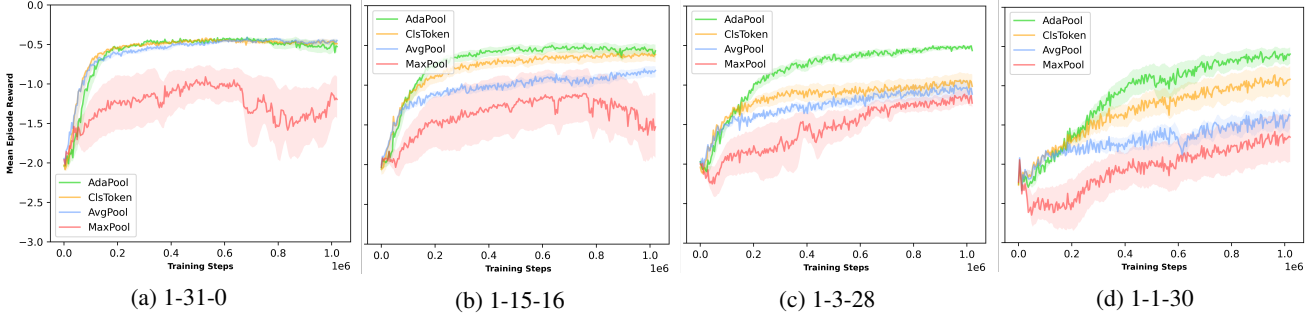 Mean Episode Reward
0.0
−0.5
−1.0
−1.5
−2.0
−2.5
−3.0
AdaPool
ClsToken
AvgPool
MaxPool
0.0 0.2 0.4 0.6 0.8 1.0
1e6
Training Steps
(a) 1-31-0
AdaPool
ClsToken
AvgPool
MaxPool
0.0 0.2 0.4 0.6 0.8 1.0
1e6
Training Steps
(b) 1-15-16
AdaPool
ClsToken
AvgPool
MaxPool
0.0 0.2 0.4 0.6 0.8 1.0
1e6
Training Steps
(c) 1-3-28
AdaPool
ClsToken
AvgPool
MaxPool
0.0 0.2 0.4 0.6 0.8 1.0
1e6
Training Steps
(d) 1-1-30